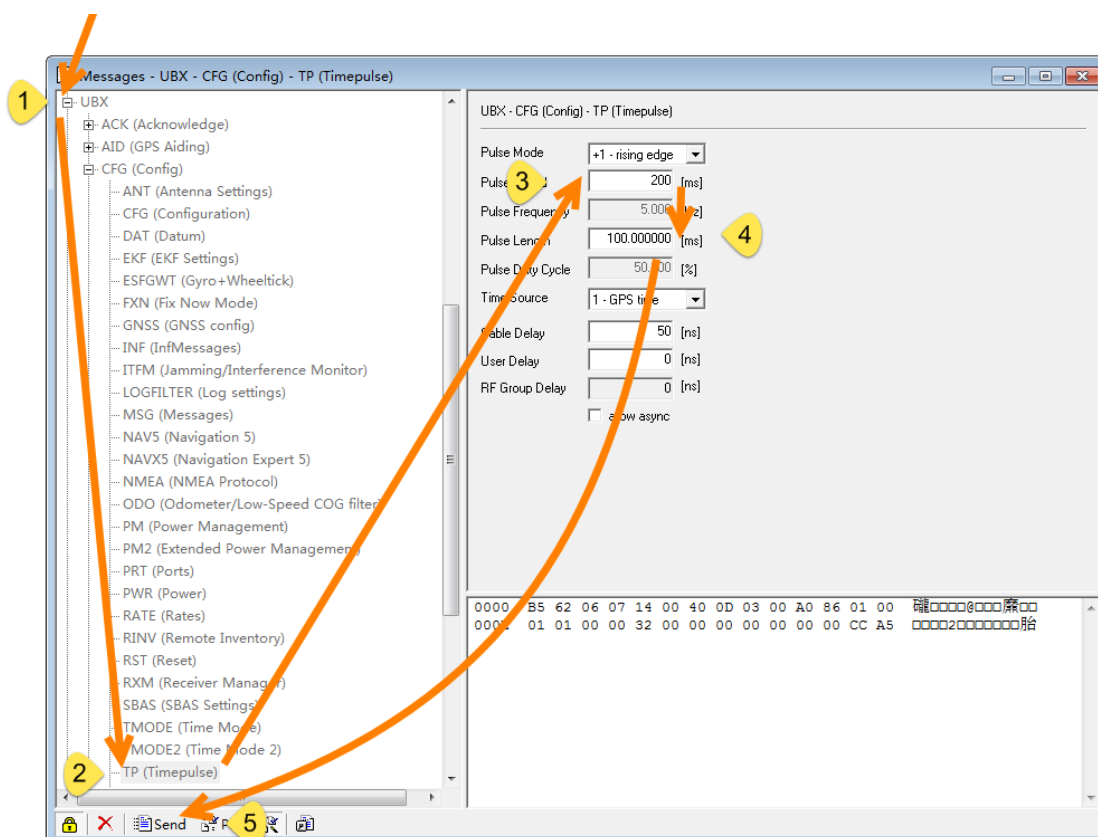 Messages - UBX - CFG (Config) - TP (Timepulse)
1
UBX
ACK (Acknowledge)
AID (GPS Aiding)
CFG (Config)
ANT (Antenna Settings)
CFG (Configuration)
DAT (Datum)
EKF (EKF Settings)
ESFGWT (Gyro+Wheeltick)
FXN (Fix Now Mode)
GNSS (GNSS config)
INF (InfMessages)
ITFM (Jamming/Interference Monitor)
LOGFILTER (Log settings)
MSG (Messages)
NAV5 (Navigation 5)
NAVX5 (Navigation Expert 5)
NMEA (NMEA Protocol)
ODO (Odometer/Low-Speed COG filter)
PM (Power Management)
PM2 (Extended Power Management)
PRT (Ports)
PWR (Power)
RATE (Rates)
RINV (Remote Inventory)
RST (Reset)
RXM (Receiver Manager)
SBAS (SBAS Settings)
TMODE (Time Mode)
TMODE2 (Time Mode 2)
2
TP (Timepulse)
UBX - CFG (Config) - TP (Timepulse)
Pulse Mode +1 - rising edge
Pulse 3 200 [ms]
Pulse Frequency 5.000
Pulse Length 100.000000 [ms] 4
Pulse Duty Cycle [%]
Time Source 1 - GPS time
Cable Delay 50 [ns]
User Delay 0 [ns]
RF Group Delay 0 [ns]
allow async
0000 B5 62 06 07 14 00 40 0D 03 00 A0 86 01 00
01 01 00 00 32 00 00 00 00 00 00 00 CC A5
Send 5